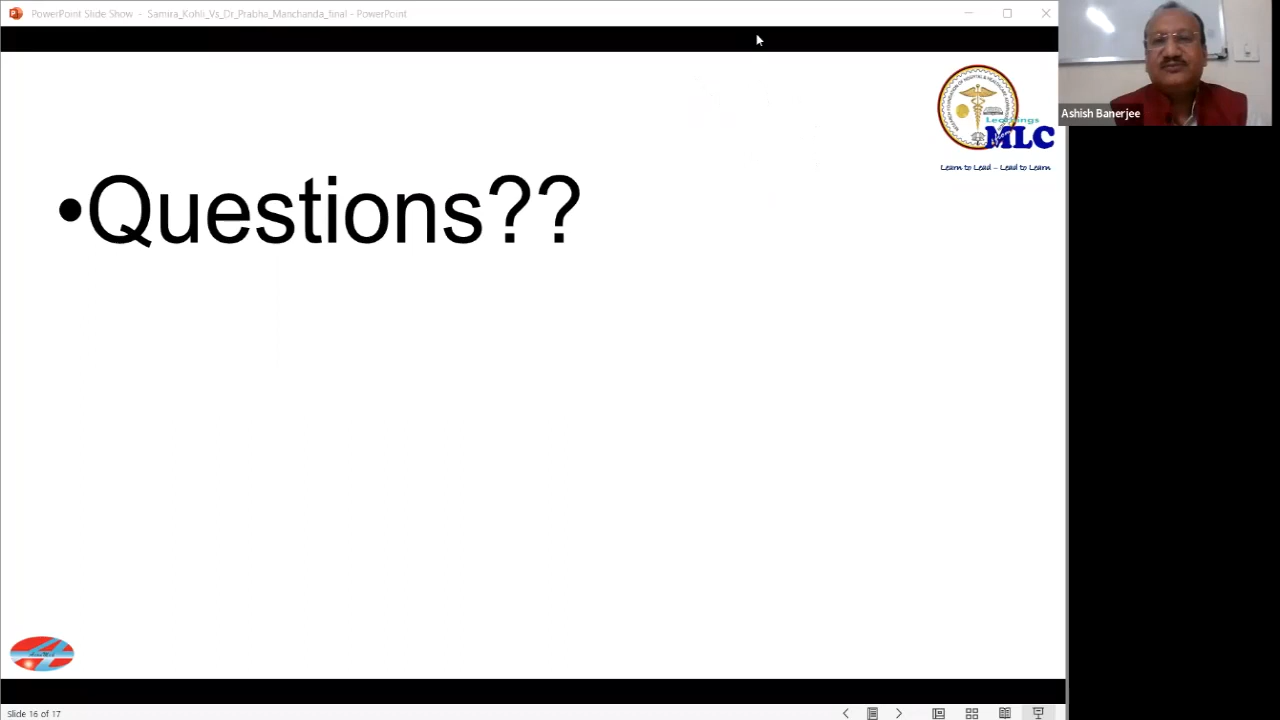 PowerPoint Slide Show - Samira_Kohli_Vs_Dr_Prabha_Manchanda_final - PowerPoint
Ashish Banerjee
Learnings
MLC
Learn to Lead – Lead to Learn
•Questions??
Slide 16 of 17